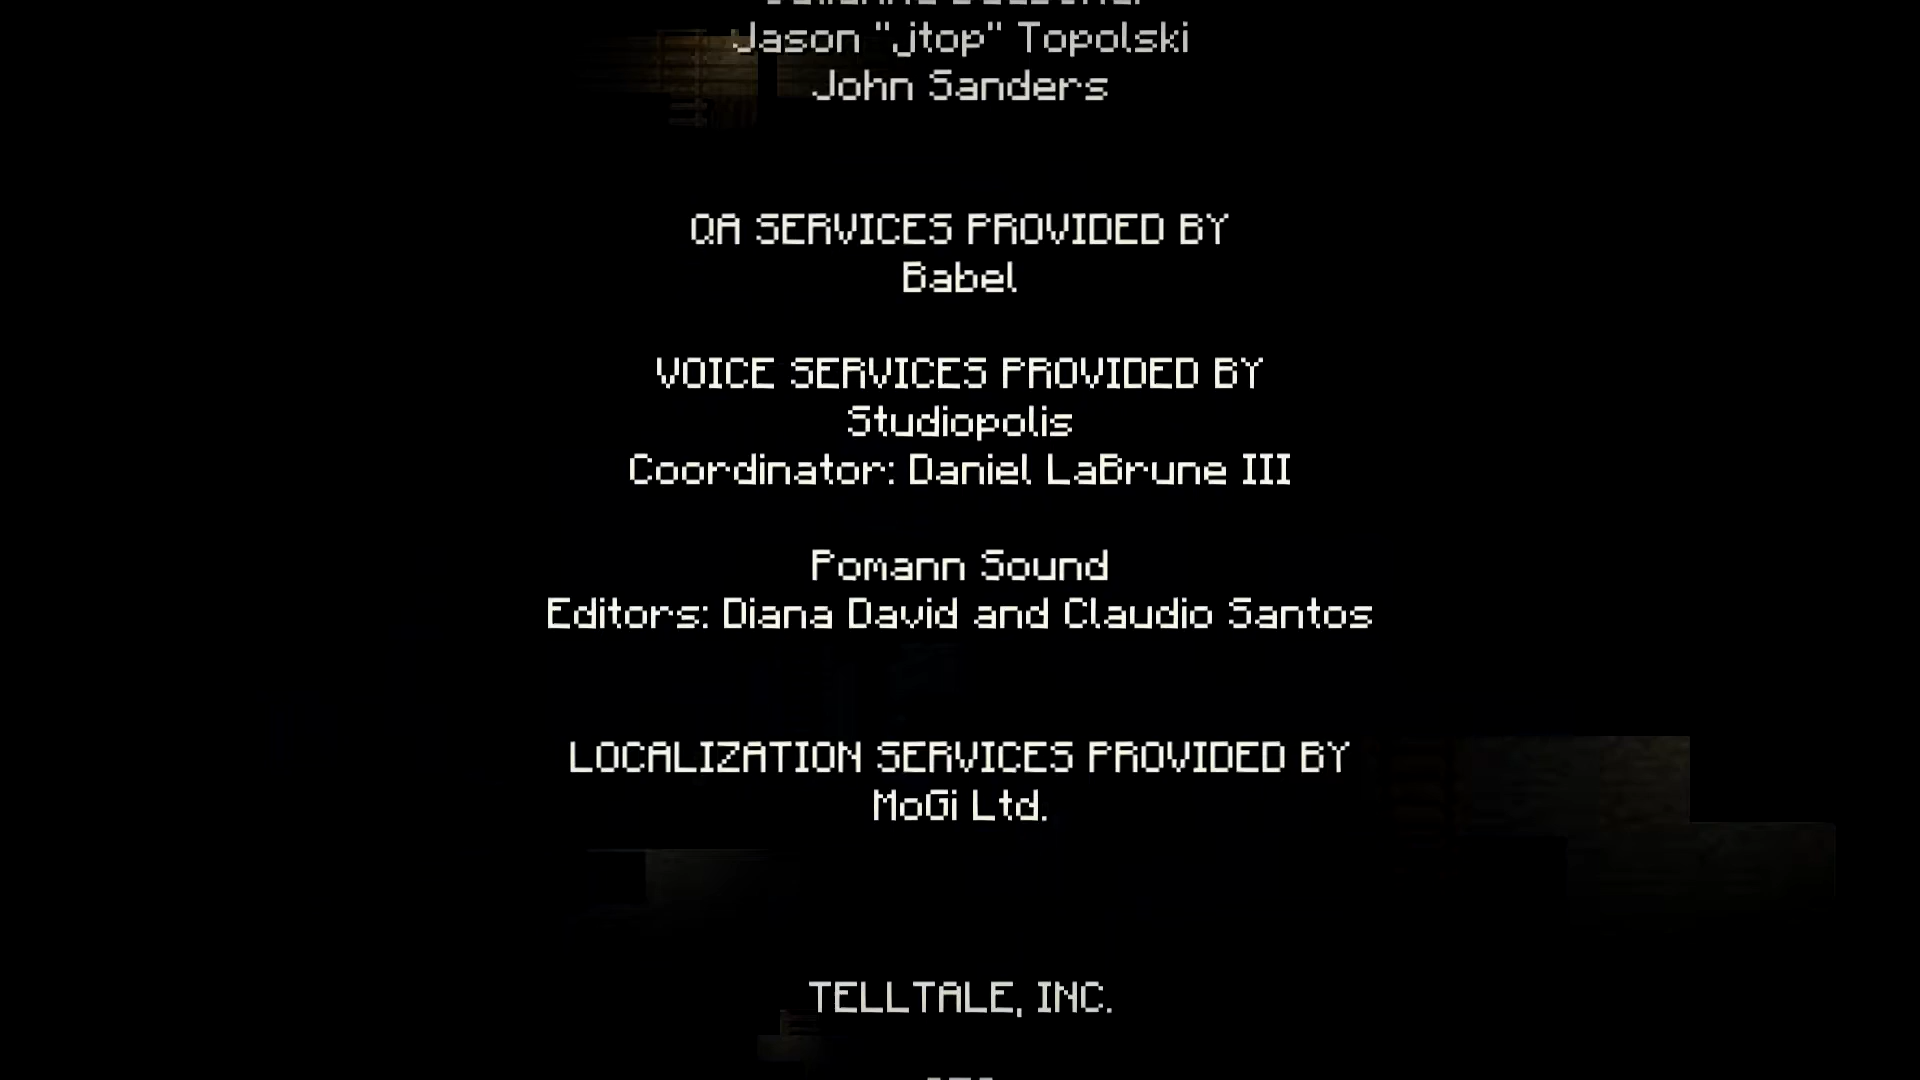 Jason "jtop" Topolski
John Sanders
QA SERVICES PROVIDED BY
Babel
VOICE SERVICES PROVIDED BY
Studiopolis
Coordinator: Daniel LaBrune III
Pomann Sound
Editors: Diana David and Claudio Santos
LOCALIZATION SERVICES PROVIDED BY
MoGi Ltd.
TELLTALE, INC.